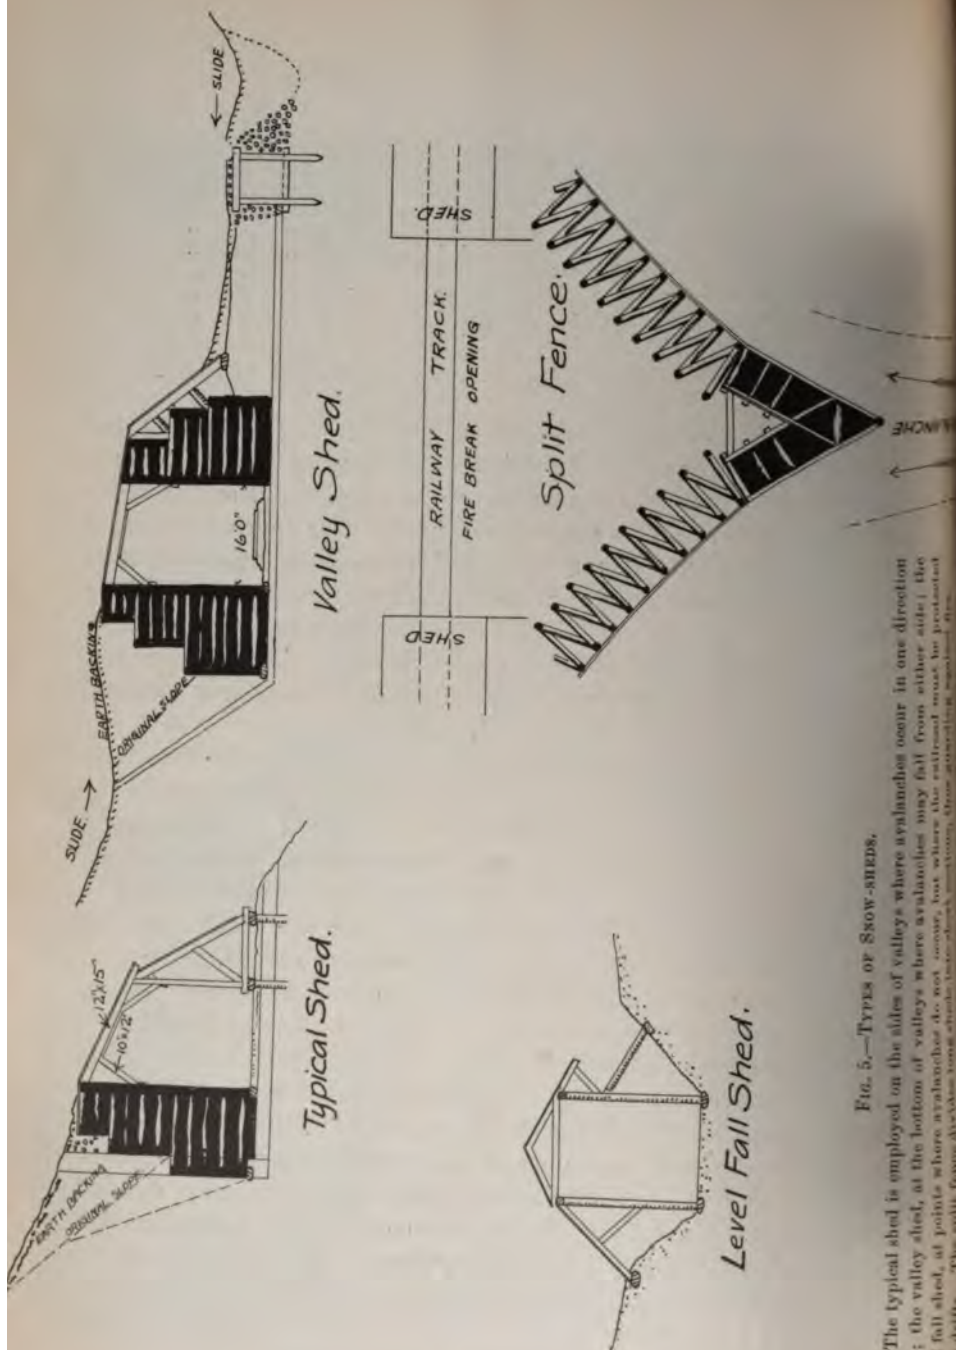 SLIDE →
EARTH BACKING
ORIGINAL SLOPE
16'0"
← SLIDE
Valley Shed.
EARTH BACKING
ORIGINAL SLOPE
12"X15"
10"X12"
Typical Shed.
SHED
RAILWAY TRACK.
FIRE BREAK OPENING
SHED.
Split Fence.
Level Fall Shed.
FIG. 5.—TYPES OF SNOW-SHEDS.
The typical shed is employed on the sides of valleys where avalanches occur in one direction
; the valley shed, at the bottom of valleys where avalanches may fall from either side; the
fall shed, at points where avalanches do not occur, but where the railroad must be protected